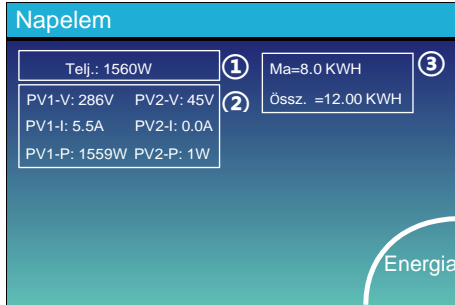 Napelem
Telj.: 1560W ①
PV1-V: 286V PV2-V: 45V ②
PV1-I: 5.5A PV2-I: 0.0A
PV1-P: 1559W PV2-P: 1W
Ma=8.0 KWH ③
Össz. =12.00 KWH
Energia